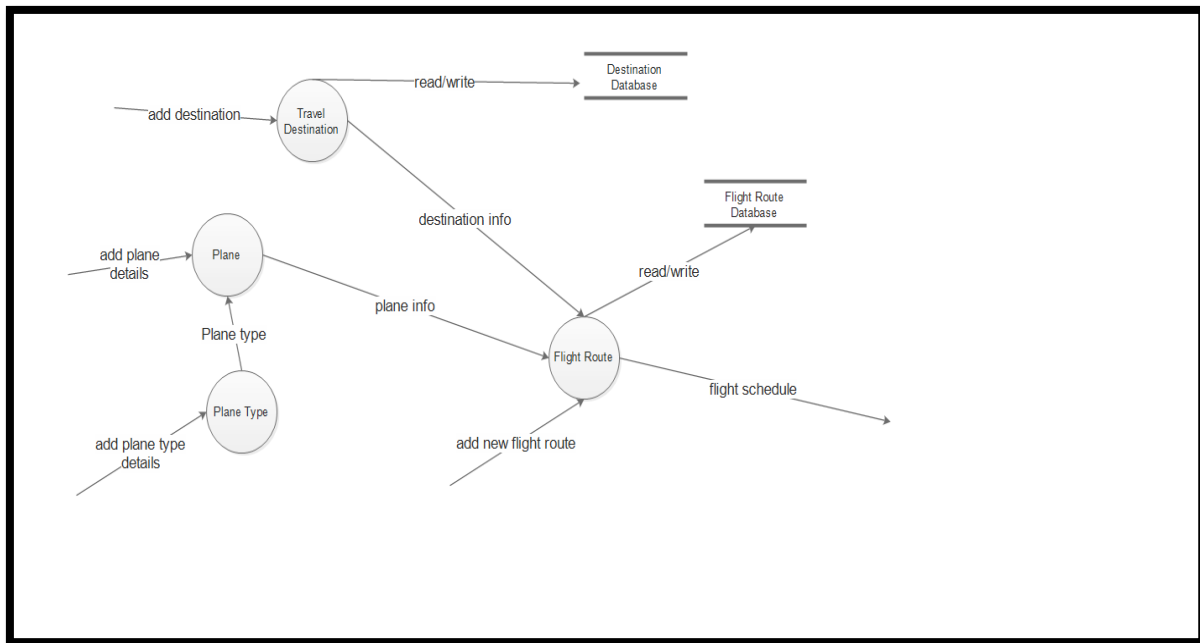 Destination
Database
read/write
Travel
Destination
add destination
Flight Route
Database
destination info
Plane
add plane
details
read/write
plane info
Plane type
Flight Route
flight schedule
Plane Type
add plane type
details
add new flight route